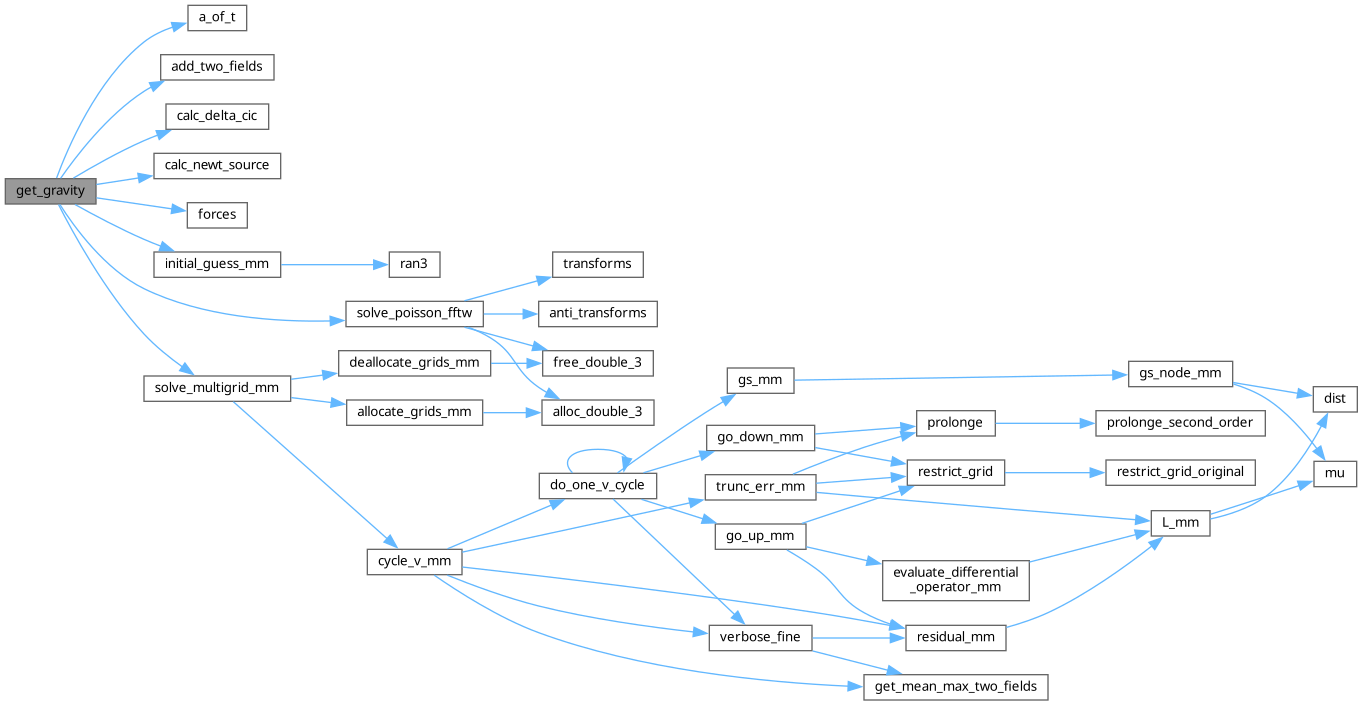 a_of_t
add_two_fields
calc_delta_cic
calc_newt_source
get_gravity
forces
initial_guess_mm
ran3
transforms
solve_poisson_fftw
anti_transforms
deallocate_grids_mm
free_double_3
solve_multigrid_mm
allocate_grids_mm
alloc_double_3
gs_mm
gs_node_mm
dist
go_down_mm
prolonge
prolonge_second_order
do_one_v_cycle
trunc_err_mm
restrict_grid
restrict_grid_original
mu
go_up_mm
L_mm
cycle_v_mm
evaluate_differential
_operator_mm
verbose_fine
residual_mm
get_mean_max_two_fields